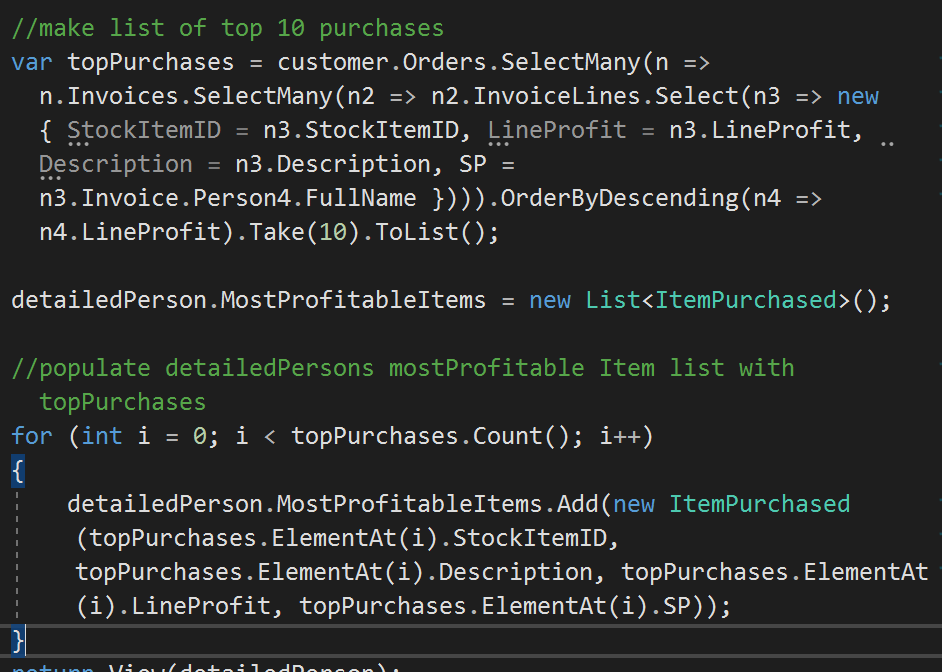 //make list of top 10 purchases
var topPurchases = customer.Orders.SelectMany(n =>
n.Invoices.SelectMany(n2 => n2.InvoiceLines.Select(n3 => new
{ StockItemID = n3.StockItemID, LineProfit = n3.LineProfit,
Description = n3.Description, SP =
n3.Invoice.Person4.FullName }))).OrderByDescending(n4 =>
n4.LineProfit).Take(10).ToList();
detailedPerson.MostProfitableItems = new List<ItemPurchased>();
//populate detailedPersons mostProfitable Item list with
topPurchases
for (int i = 0; i < topPurchases.Count(); i++)
{
detailedPerson.MostProfitableItems.Add(new ItemPurchased
(topPurchases.ElementAt(i).StockItemID,
topPurchases.ElementAt(i).Description, topPurchases.ElementAt
(i).LineProfit, topPurchases.ElementAt(i).SP));
}
return View(detailedPerson);